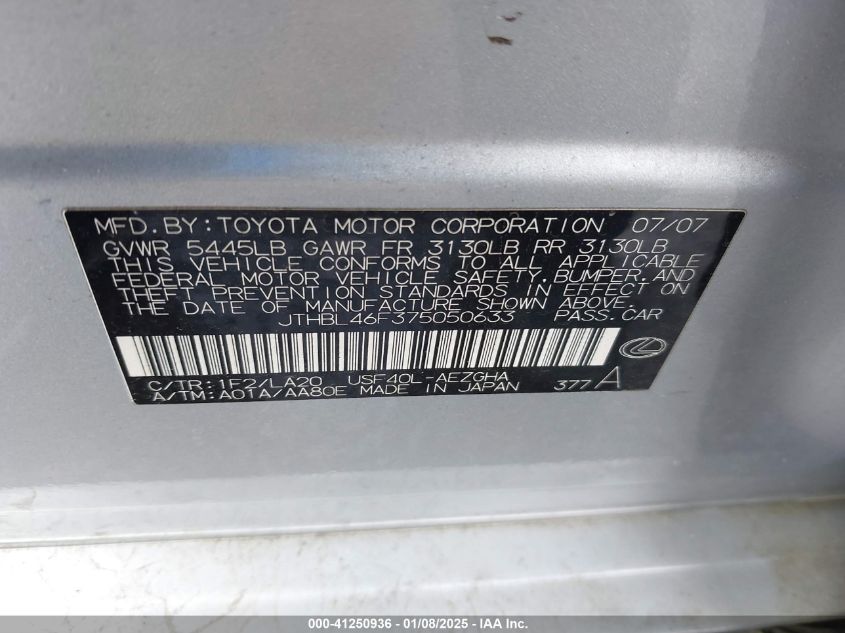 MFD.BY:TOYOTA MOTOR CORPORATION 07/07
GVWR 5445LB GAWR FR 3130LB RR 3130LB
THIS VEHICLE CONFORMS TO ALL APPLICABLE
FEDERAL MOTOR VEHICLE SAFETY, BUMPER, AND
THEFT PREVENTION STANDARDS IN EFFECT ON
THE DATE OF MANUFACTURE SHOWN ABOVE.
JTHBL46F375050633 PASS.CAR
C/TR:1F2/LA20 USF40L-AEZGHA
A/TM:A01A/AA80E MADE IN JAPAN 377 A
000-41250936 - 01/08/2025 - IAA Inc.